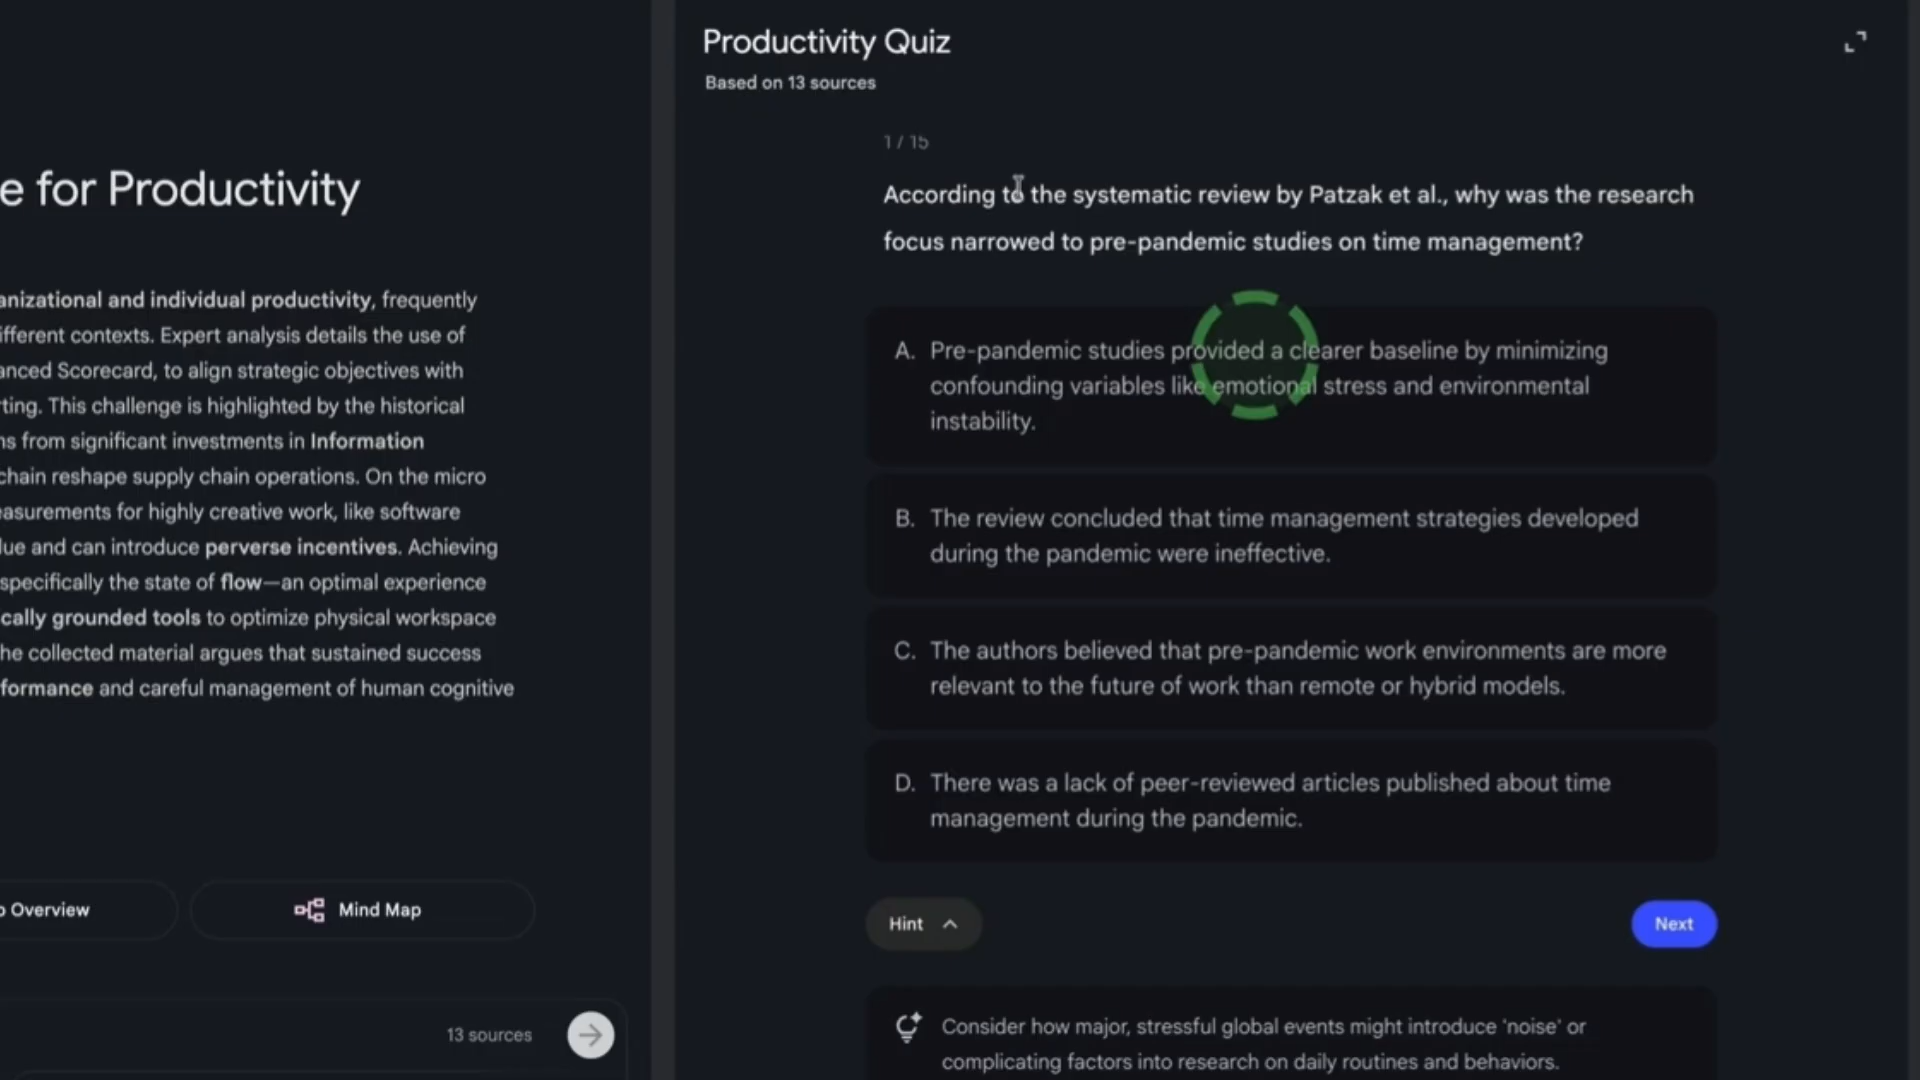 e for Productivity
anizational and individual productivity, frequently
ifferent contexts. Expert analysis details the use of
anced Scorecard, to align strategic objectives with
rting. This challenge is highlighted by the historical
ns from significant investments in Information
chain reshape supply chain operations. On the micro
easurements for highly creative work, like software
lue and can introduce perverse incentives. Achieving
specifically the state of flow—an optimal experience
cally grounded tools to optimize physical workspace
he collected material argues that sustained success
formance and careful management of human cognitive
o Overview
Mind Map
13 sources
Productivity Quiz
Based on 13 sources
1 / 15
According to the systematic review by Patzak et al., why was the research
focus narrowed to pre-pandemic studies on time management?
A. Pre-pandemic studies provided a clearer baseline by minimizing
confounding variables like emotional stress and environmental
instability.
B. The review concluded that time management strategies developed
during the pandemic were ineffective.
C. The authors believed that pre-pandemic work environments are more
relevant to the future of work than remote or hybrid models.
D. There was a lack of peer-reviewed articles published about time
management during the pandemic.
Hint
Next
Consider how major, stressful global events might introduce 'noise' or
complicating factors into research on daily routines and behaviors.